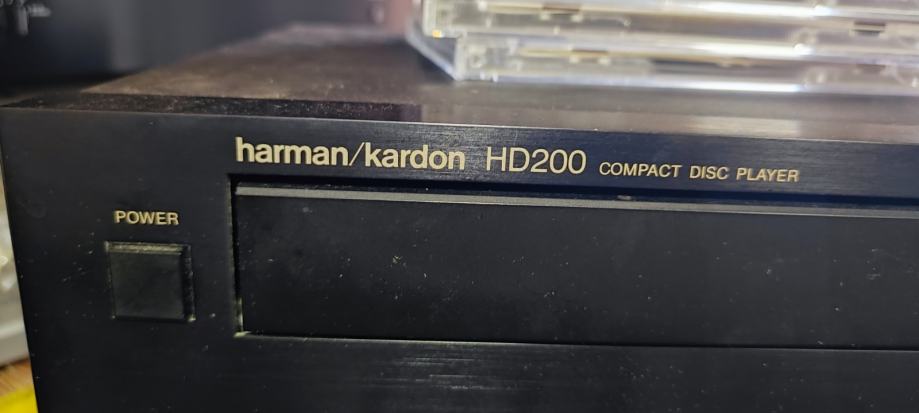 harman/kardon HD200 COMPACT DISC PLAYER
POWER